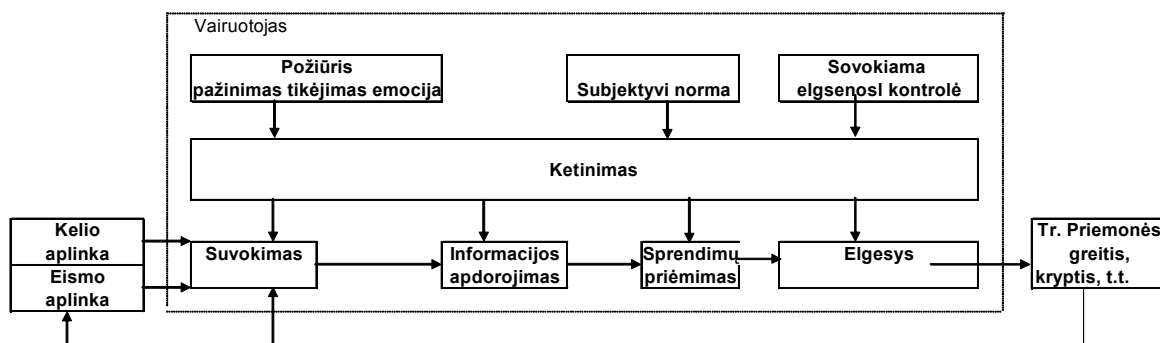 Vairuotojas
Požiūris
pažinimas tikėjimas emocija
Subjektyvi norma
Sovokiama
elgsenosI kontrolė
Ketinimas
Kelio
aplinka
Eismo
aplinka
Suvokimas
Informacijos
apdorojimas
Sprendimų
priėmimas
Elgesys
Tr. Priemonės
greitis,
kryptis, t.t.